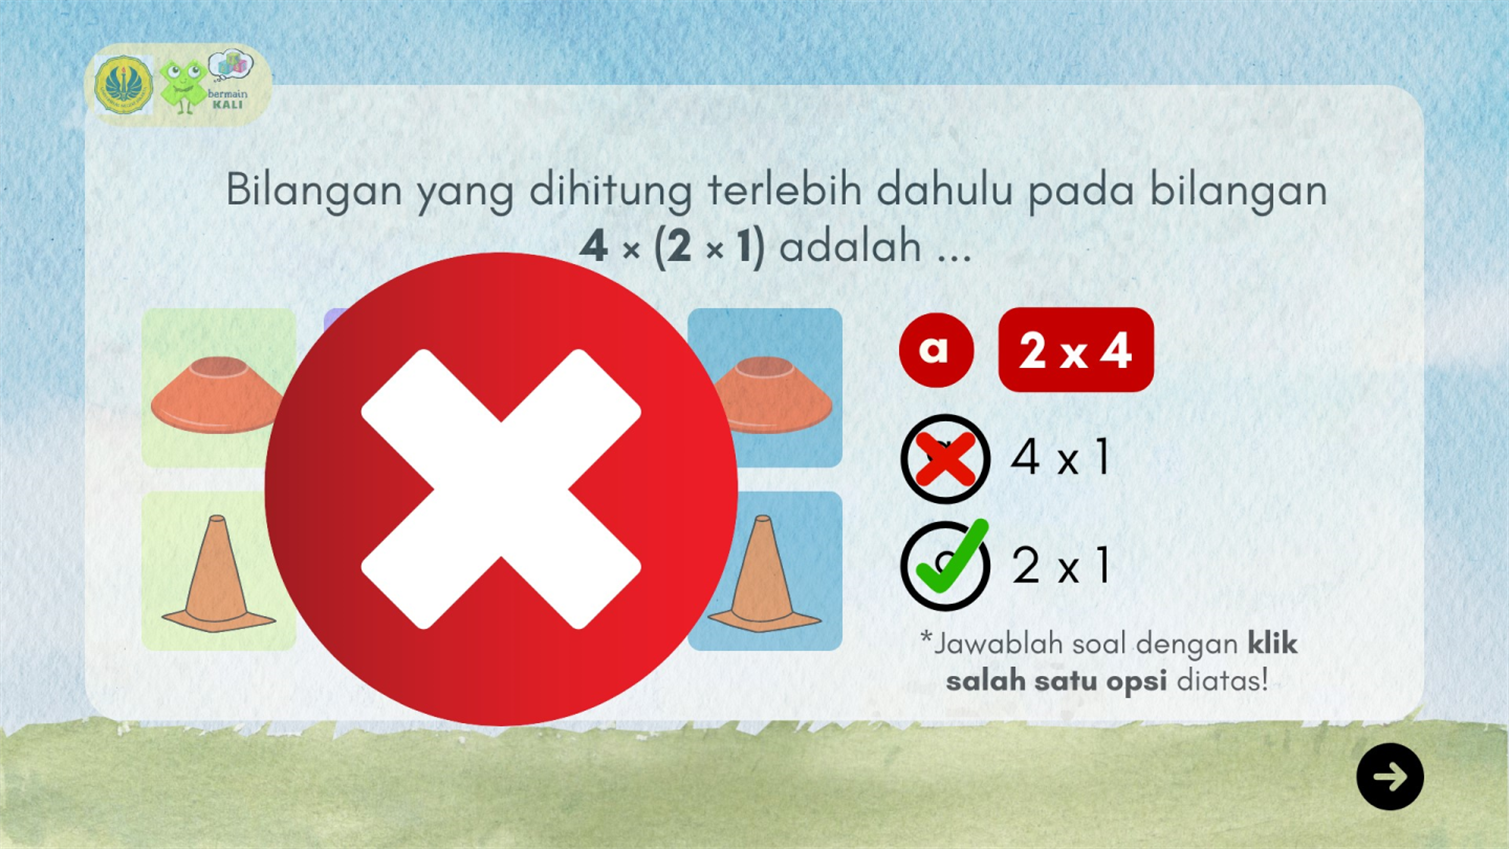 bermain
KALI
Bilangan yang dihitung terlebih dahulu pada bilangan
4 × (2 × 1) adalah ...
a 2 x 4
4 x 1
2 x 1
*Jawablah soal dengan klik
salah satu opsi diatas!